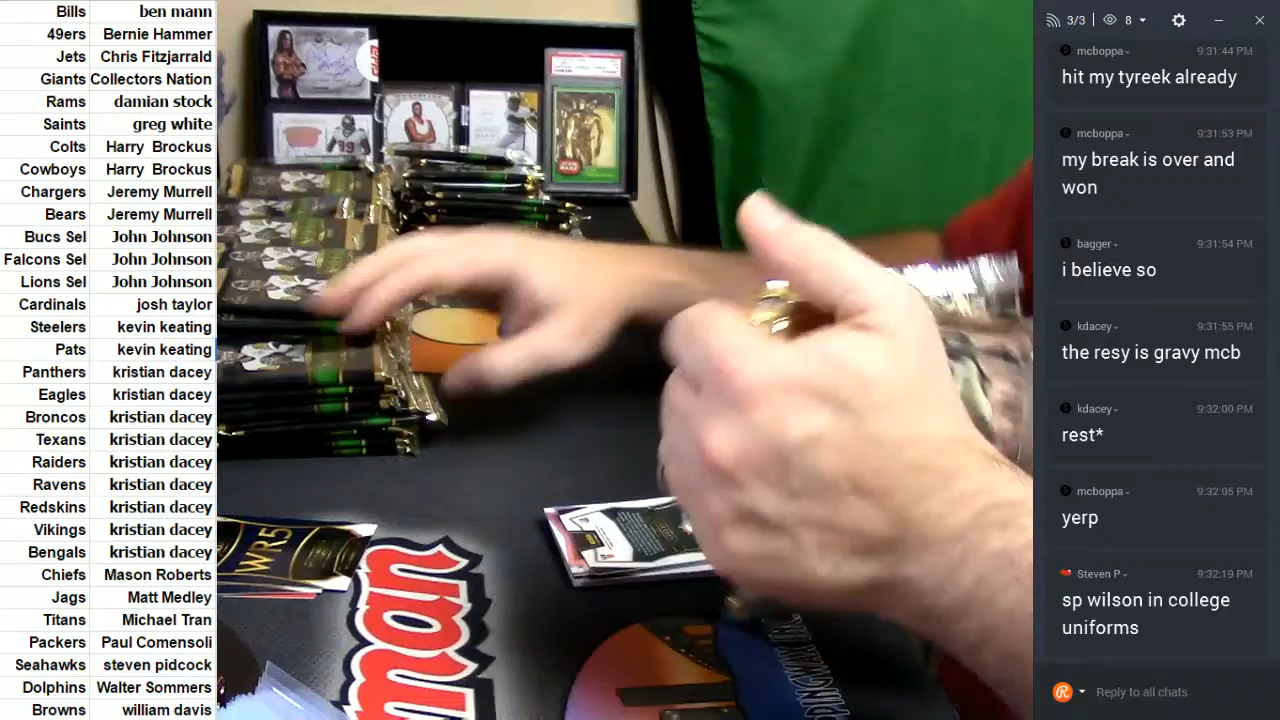 Bills ben mann
49ers Bernie Hammer
Jets Chris Fitzjarrald
Giants Collectors Nation
Rams damian stock
Saints greg white
Colts Harry Brockus
Cowboys Harry Brockus
Chargers Jeremy Murrell
Bears Jeremy Murrell
Bucs Sel John Johnson
Falcons Sel John Johnson
Lions Sel John Johnson
Cardinals josh taylor
Steelers kevin keating
Pats kevin keating
Panthers kristian dacey
Eagles kristian dacey
Broncos kristian dacey
Texans kristian dacey
Raiders kristian dacey
Ravens kristian dacey
Redskins kristian dacey
Vikings kristian dacey
Bengals kristian dacey
Chiefs Mason Roberts
Jags Matt Medley
Titans Michael Tran
Packers Paul Comensoli
Seahawks steven pidcock
Dolphins Walter Sommers
Browns william davis
99
STAR WARS
WR5
man
3/3 8
mcboppa 9:31:44 PM
hit my tyreek already
mcboppa 9:31:53 PM
my break is over and
won
bagger 9:31:54 PM
i believe so
kdacey 9:31:55 PM
the resy is gravy mcb
kdacey 9:32:00 PM
rest*
mcboppa 9:32:05 PM
yerp
Steven P 9:32:19 PM
sp wilson in college
uniforms
Reply to all chats